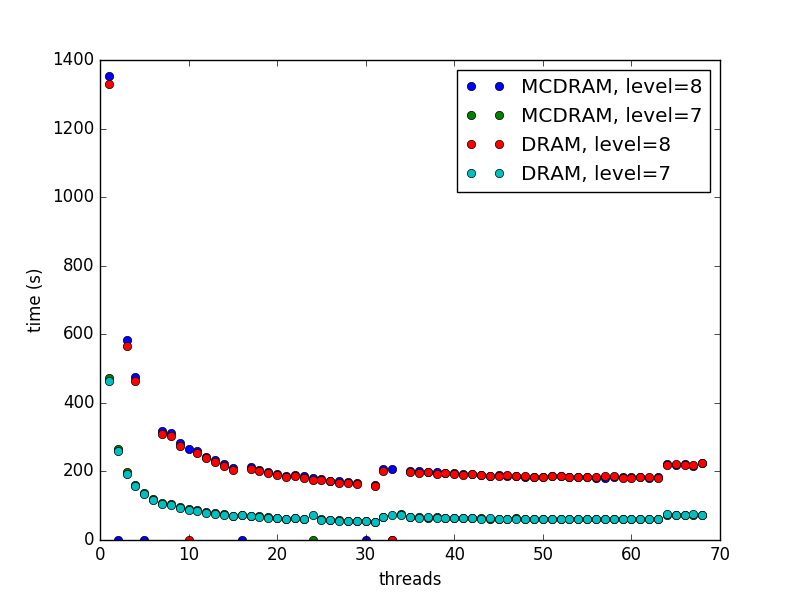 1400
1200
1000
800
600
400
200
0
time (s)
MCDRAM, level=8
MCDRAM, level=7
DRAM, level=8
DRAM, level=7
0 10 20 30 40 50 60 70
threads